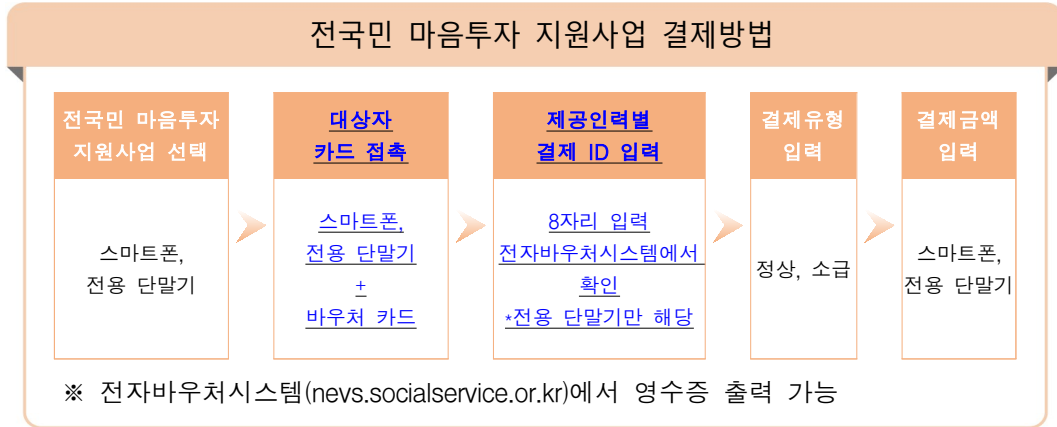 전국민 마음투자 지원사업 결제방법
전국민 마음투자
지원사업 선택
스마트폰,
전용 단말기
대상자
카드 접촉
스마트폰,
전용 단말기
+
바우처 카드
제공인력별
결제 ID 입력
8자리 입력
전자바우처시스템에서
확인
*전용 단말기만 해당
결제유형
입력
정상, 소급
결제금액
입력
스마트폰,
전용 단말기
※ 전자바우처시스템(nevs.socialservice.or.kr)에서 영수증 출력 가능